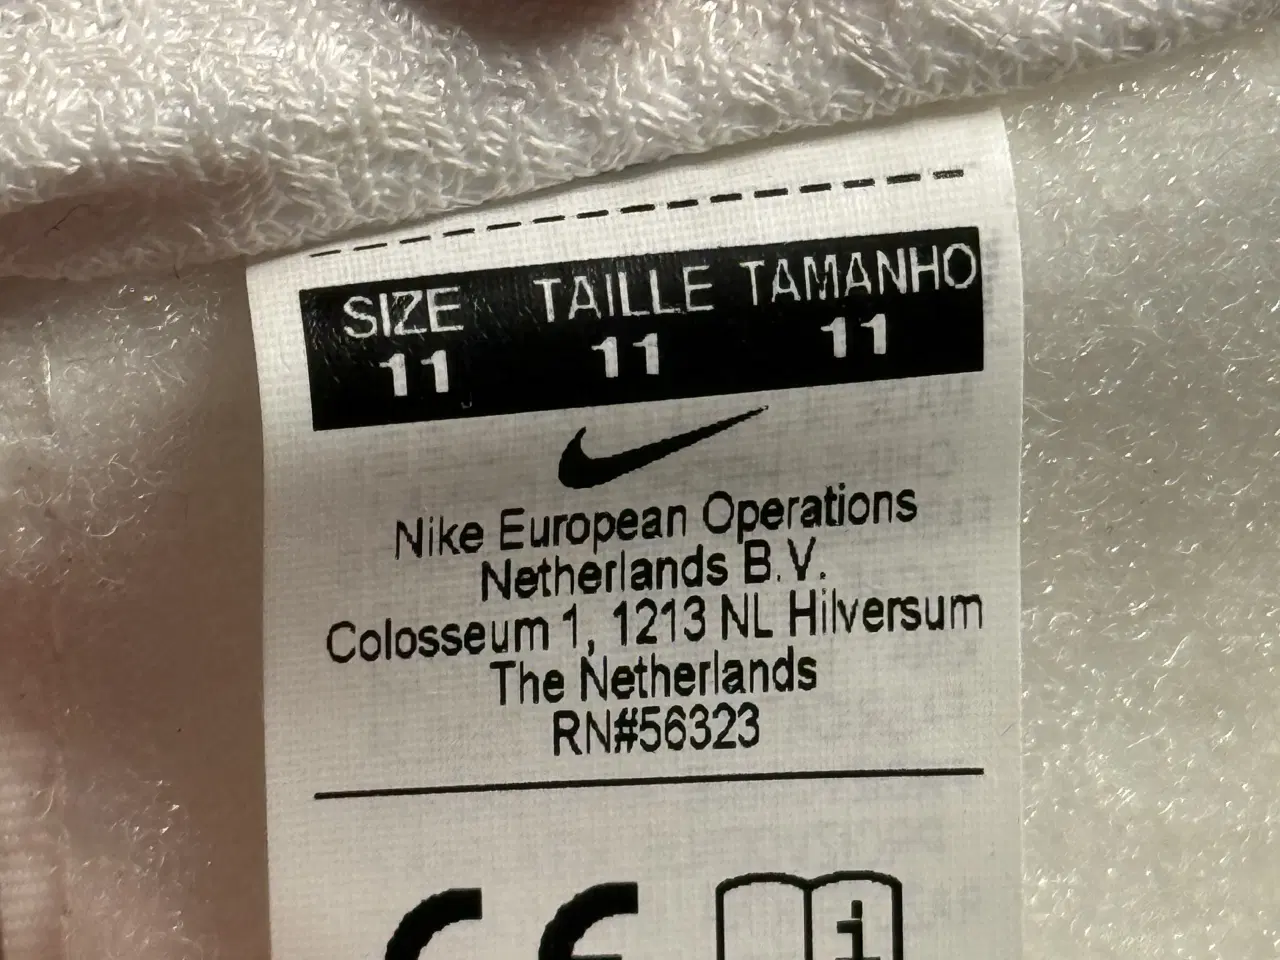 SIZE TAILLE TAMANHO
11 11 11
Nike European Operations
Netherlands B.V.
Colosseum 1, 1213 NL Hilversum
The Netherlands
RN#56323
CE i